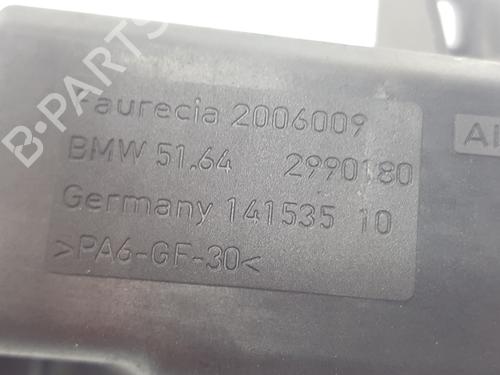 B-PARTS
Faurecia 2006009
BMW 51.64 2990180
Germany 141535 10
>PA6-GF-30<